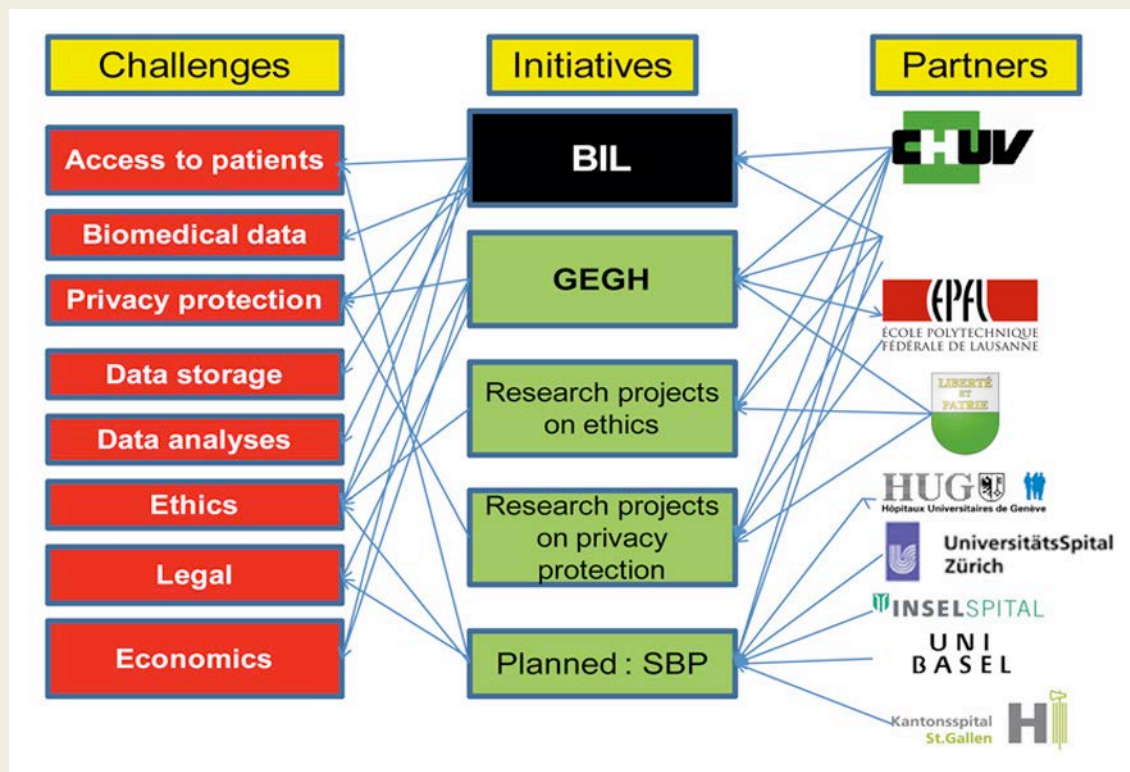 Challenges
Initiatives
Partners
Access to patients
Biomedical data
Privacy protection
Data storage
Data analyses
Ethics
Legal
Economics
BIL
GEGH
Research projects
on ethics
Research projects
on privacy
protection
Planned : SBP
CHUV
EPFL
ÉCOLE POLYTECHNIQUE
FÉDÉRALE DE LAUSANNE
LIBERTÉ
ET
PATRIE
HUG
Hôpitaux Universitaires de Genève
UniversitätsSpital
Zürich
INSELSPITAL
UNI
BASEL
Kantonsspital
St.Gallen
H